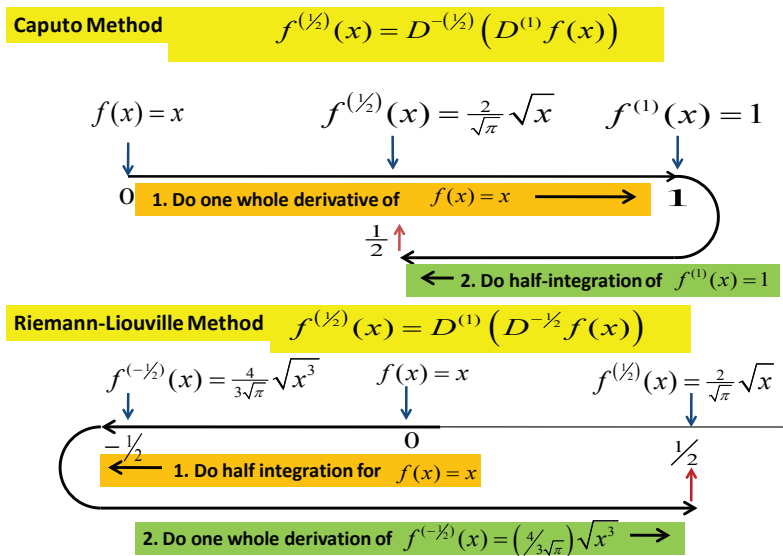 Caputo Method f^(½)(x) = D^−(½) (D^(1) f(x))
f(x) = x f^(½)(x) = 2/√π √x f^(1)(x) = 1
0 1. Do one whole derivative of f(x) = x 1
1/2
2. Do half-integration of f^(1)(x) = 1
Riemann-Liouville Method f^(½)(x) = D^(1) (D^−½ f(x))
f^(−½)(x) = 4/3√π √x³ f(x) = x f^(½)(x) = 2/√π √x
−½ 0 ½
1. Do half integration for f(x) = x
2. Do one whole derivation of f^(−½)(x) = (4/3√π) √x³